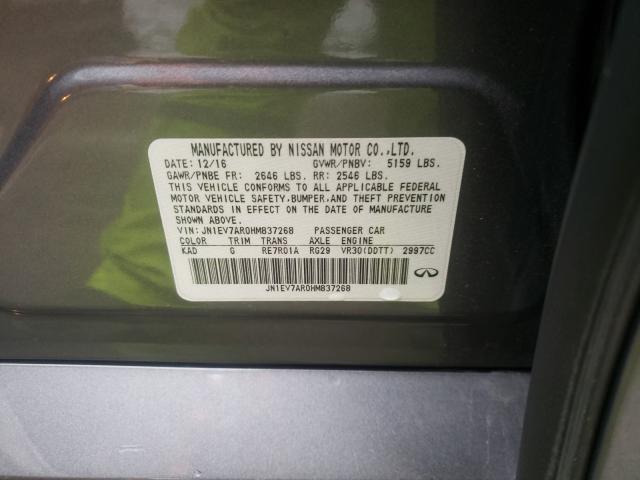 MANUFACTURED BY NISSAN MOTOR CO.,LTD.
DATE: 12/16 GVWR/PNBV: 5159 LBS.
GAWR/PNBE FR: 2646 LBS. RR: 2546 LBS.
THIS VEHICLE CONFORMS TO ALL APPLICABLE FEDERAL
MOTOR VEHICLE SAFETY,BUMPER,AND THEFT PREVENTION
STANDARDS IN EFFECT ON THE DATE OF MANUFACTURE
SHOWN ABOVE.
VIN: JN1EV7AR0HM837268 PASSENGER CAR
COLOR TRIM TRANS AXLE ENGINE
KAD G RE7R01A RG29 VR30(DDTT) 2997CC
JN1EV7AR0HM837268